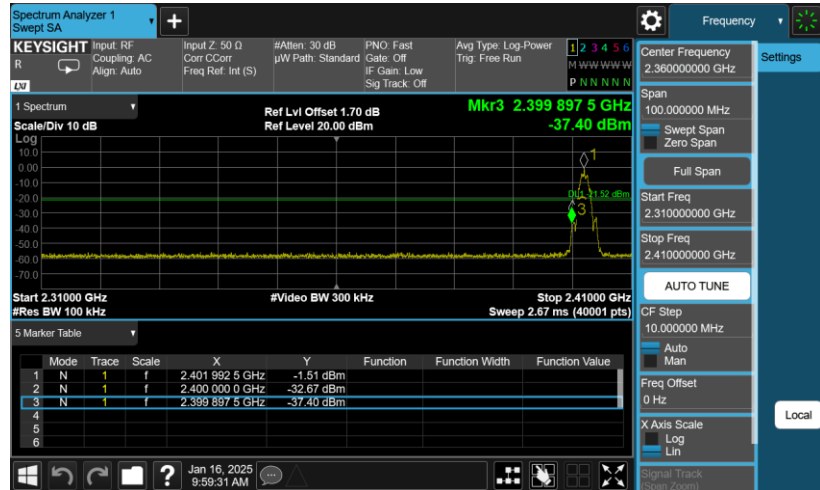 Spectrum Analyzer 1
Swept SA
Frequency
KEYSIGHT
R
LXI
Input: RF
Coupling: AC
Align: Auto
Input Z: 50 Ω
Corr CCorr
Freq Ref: Int (S)
#Atten: 30 dB
µW Path: Standard
PNO: Fast
Gate: Off
IF Gain: Low
Sig Track: Off
Avg Type: Log-Power
Trig: Free Run
1 2 3 4 5 6
M W W W W W
P N N N N N
1 Spectrum
Scale/Div 10 dB
Ref Lvl Offset 1.70 dB
Ref Level 20.00 dBm
Mkr3 2.399 897 5 GHz
-37.40 dBm
Log
10.0
0.00
-10.0
-20.0
-30.0
-40.0
-50.0
-60.0
-70.0
1
DL1 -21.52 dBm
3
Start 2.31000 GHz
#Res BW 100 kHz
#Video BW 300 kHz
Stop 2.41000 GHz
Sweep 2.67 ms (40001 pts)
5 Marker Table
Mode Trace Scale X Y Function Function Width Function Value
1 N 1 f 2.401 992 5 GHz -1.51 dBm
2 N 1 f 2.400 000 0 GHz -32.67 dBm
3 N 1 f 2.399 897 5 GHz -37.40 dBm
4
5
6
Center Frequency
2.360000000 GHz
Span
100.000000 MHz
Swept Span
Zero Span
Full Span
Start Freq
2.310000000 GHz
Stop Freq
2.410000000 GHz
AUTO TUNE
CF Step
10.000000 MHz
Auto
Man
Freq Offset
0 Hz
X Axis Scale
Log
Lin
Signal Track
(Span Zoom)
Settings
Local
?
Jan 16, 2025
9:59:31 AM